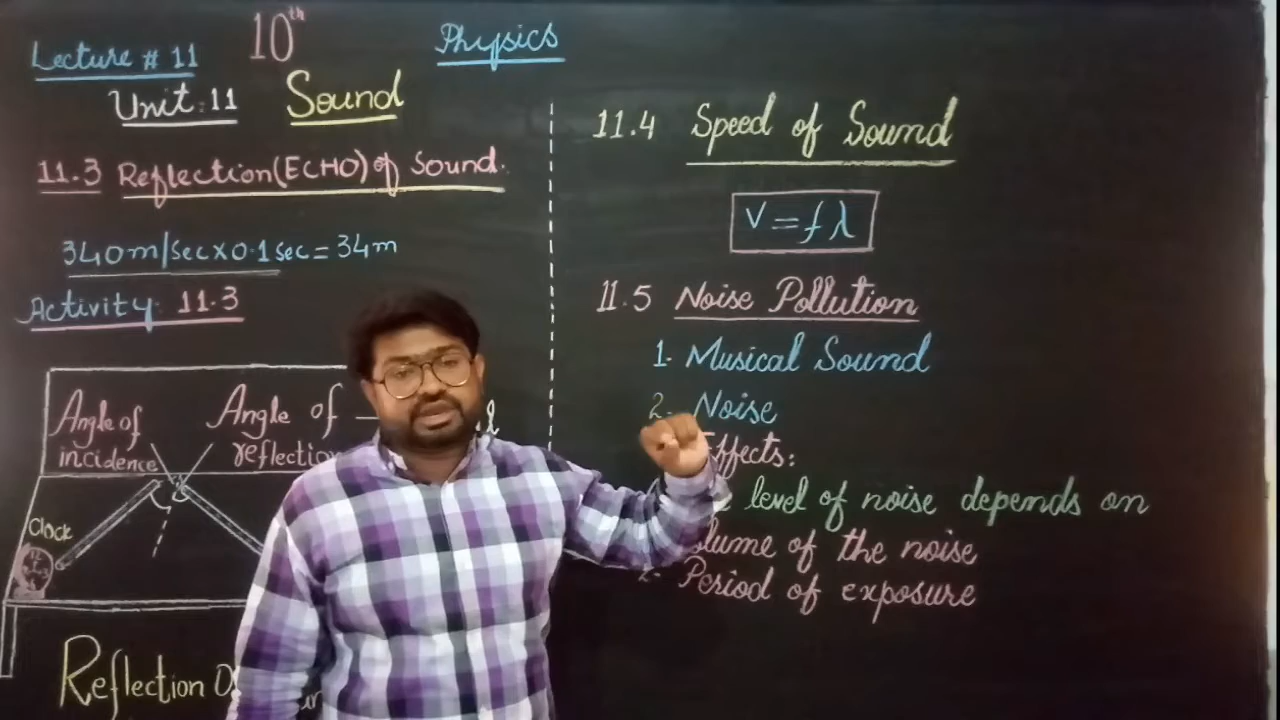 10th
Physics
Lecture # 11
Unit: 11 Sound
11.3 Reflection (ECHO) of Sound.
340m/sec x 0.1 sec = 34m
Activity: 11.3
Angle of
incidence
Angle of
reflection
Clock
Reflection
11.4 Speed of Sound
v = f λ
11.5 Noise Pollution
1. Musical Sound
2. Noise
Effects:
level of noise depends on
of the noise
2. Period of exposure